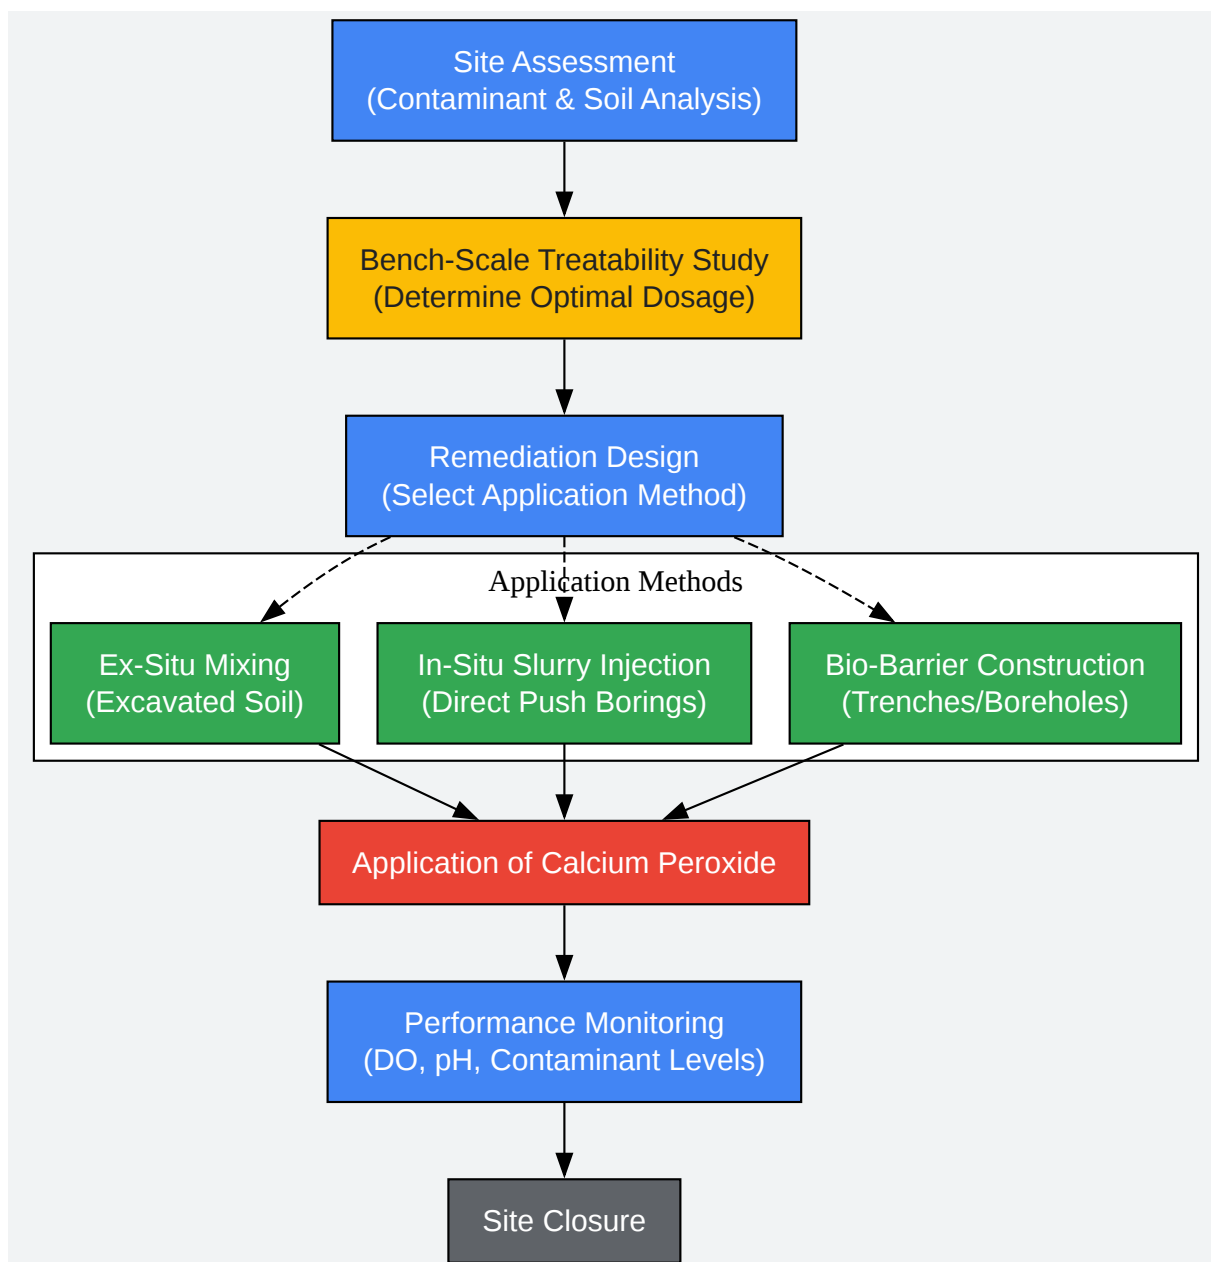 Site Assessment
(Contaminant & Soil Analysis)
Bench-Scale Treatability Study
(Determine Optimal Dosage)
Remediation Design
(Select Application Method)
Application Methods
Ex-Situ Mixing
(Excavated Soil)
In-Situ Slurry Injection
(Direct Push Borings)
Bio-Barrier Construction
(Trenches/Boreholes)
Application of Calcium Peroxide
Performance Monitoring
(DO, pH, Contaminant Levels)
Site Closure